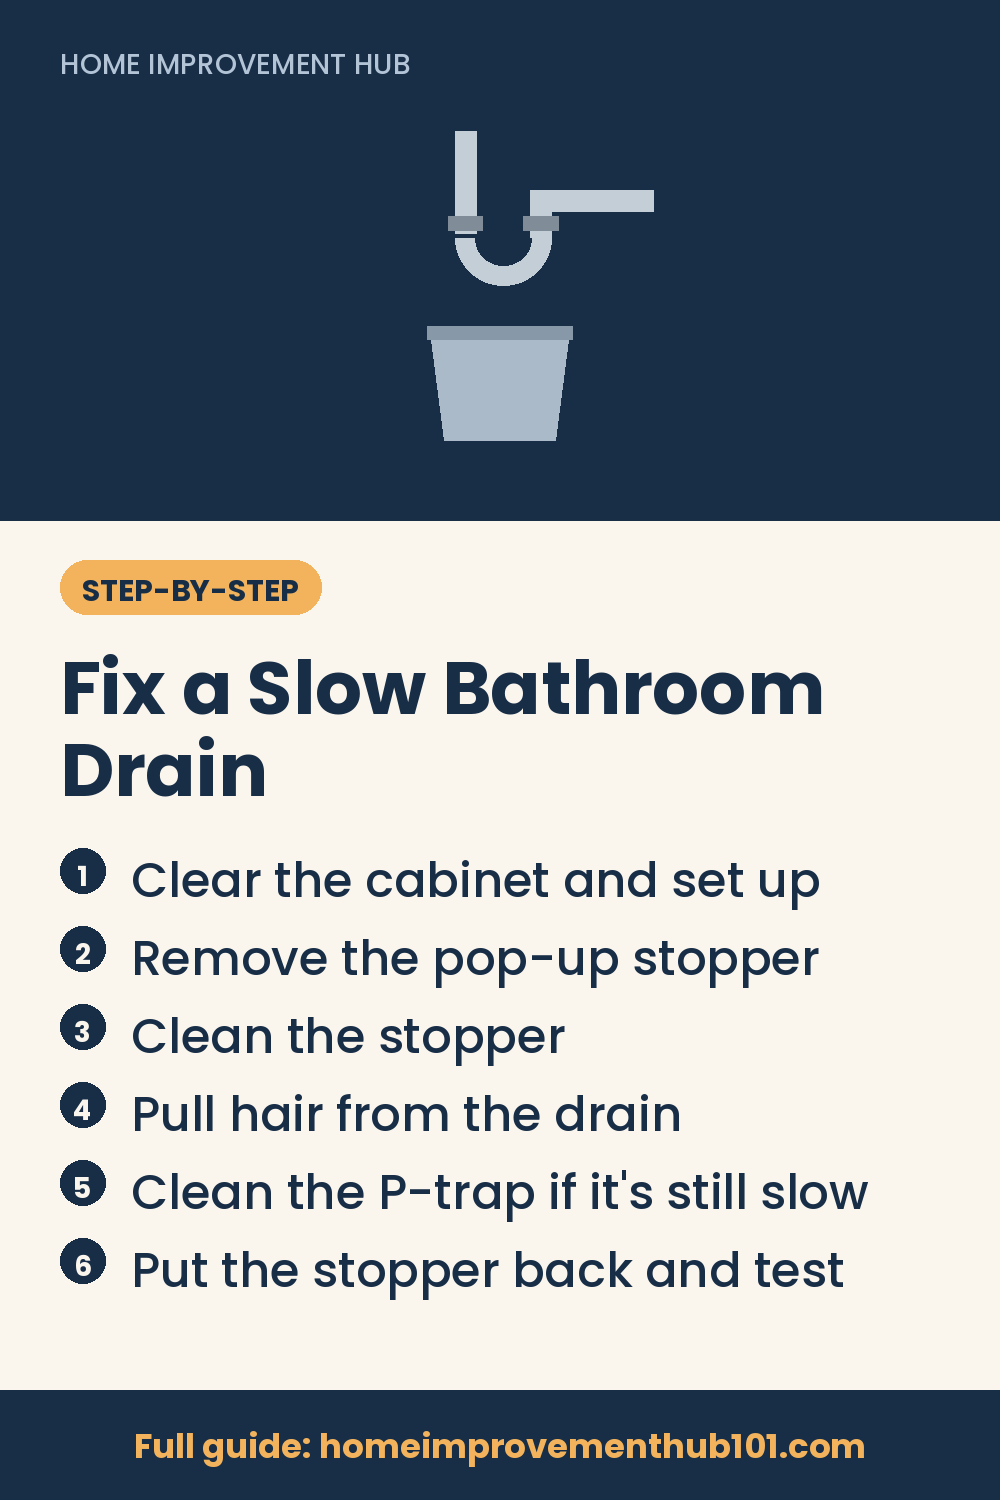 HOME IMPROVEMENT HUB
STEP-BY-STEP
Fix a Slow Bathroom
Drain
1 Clear the cabinet and set up
2 Remove the pop-up stopper
3 Clean the stopper
4 Pull hair from the drain
5 Clean the P-trap if it's still slow
6 Put the stopper back and test
Full guide: homeimprovementhub101.com